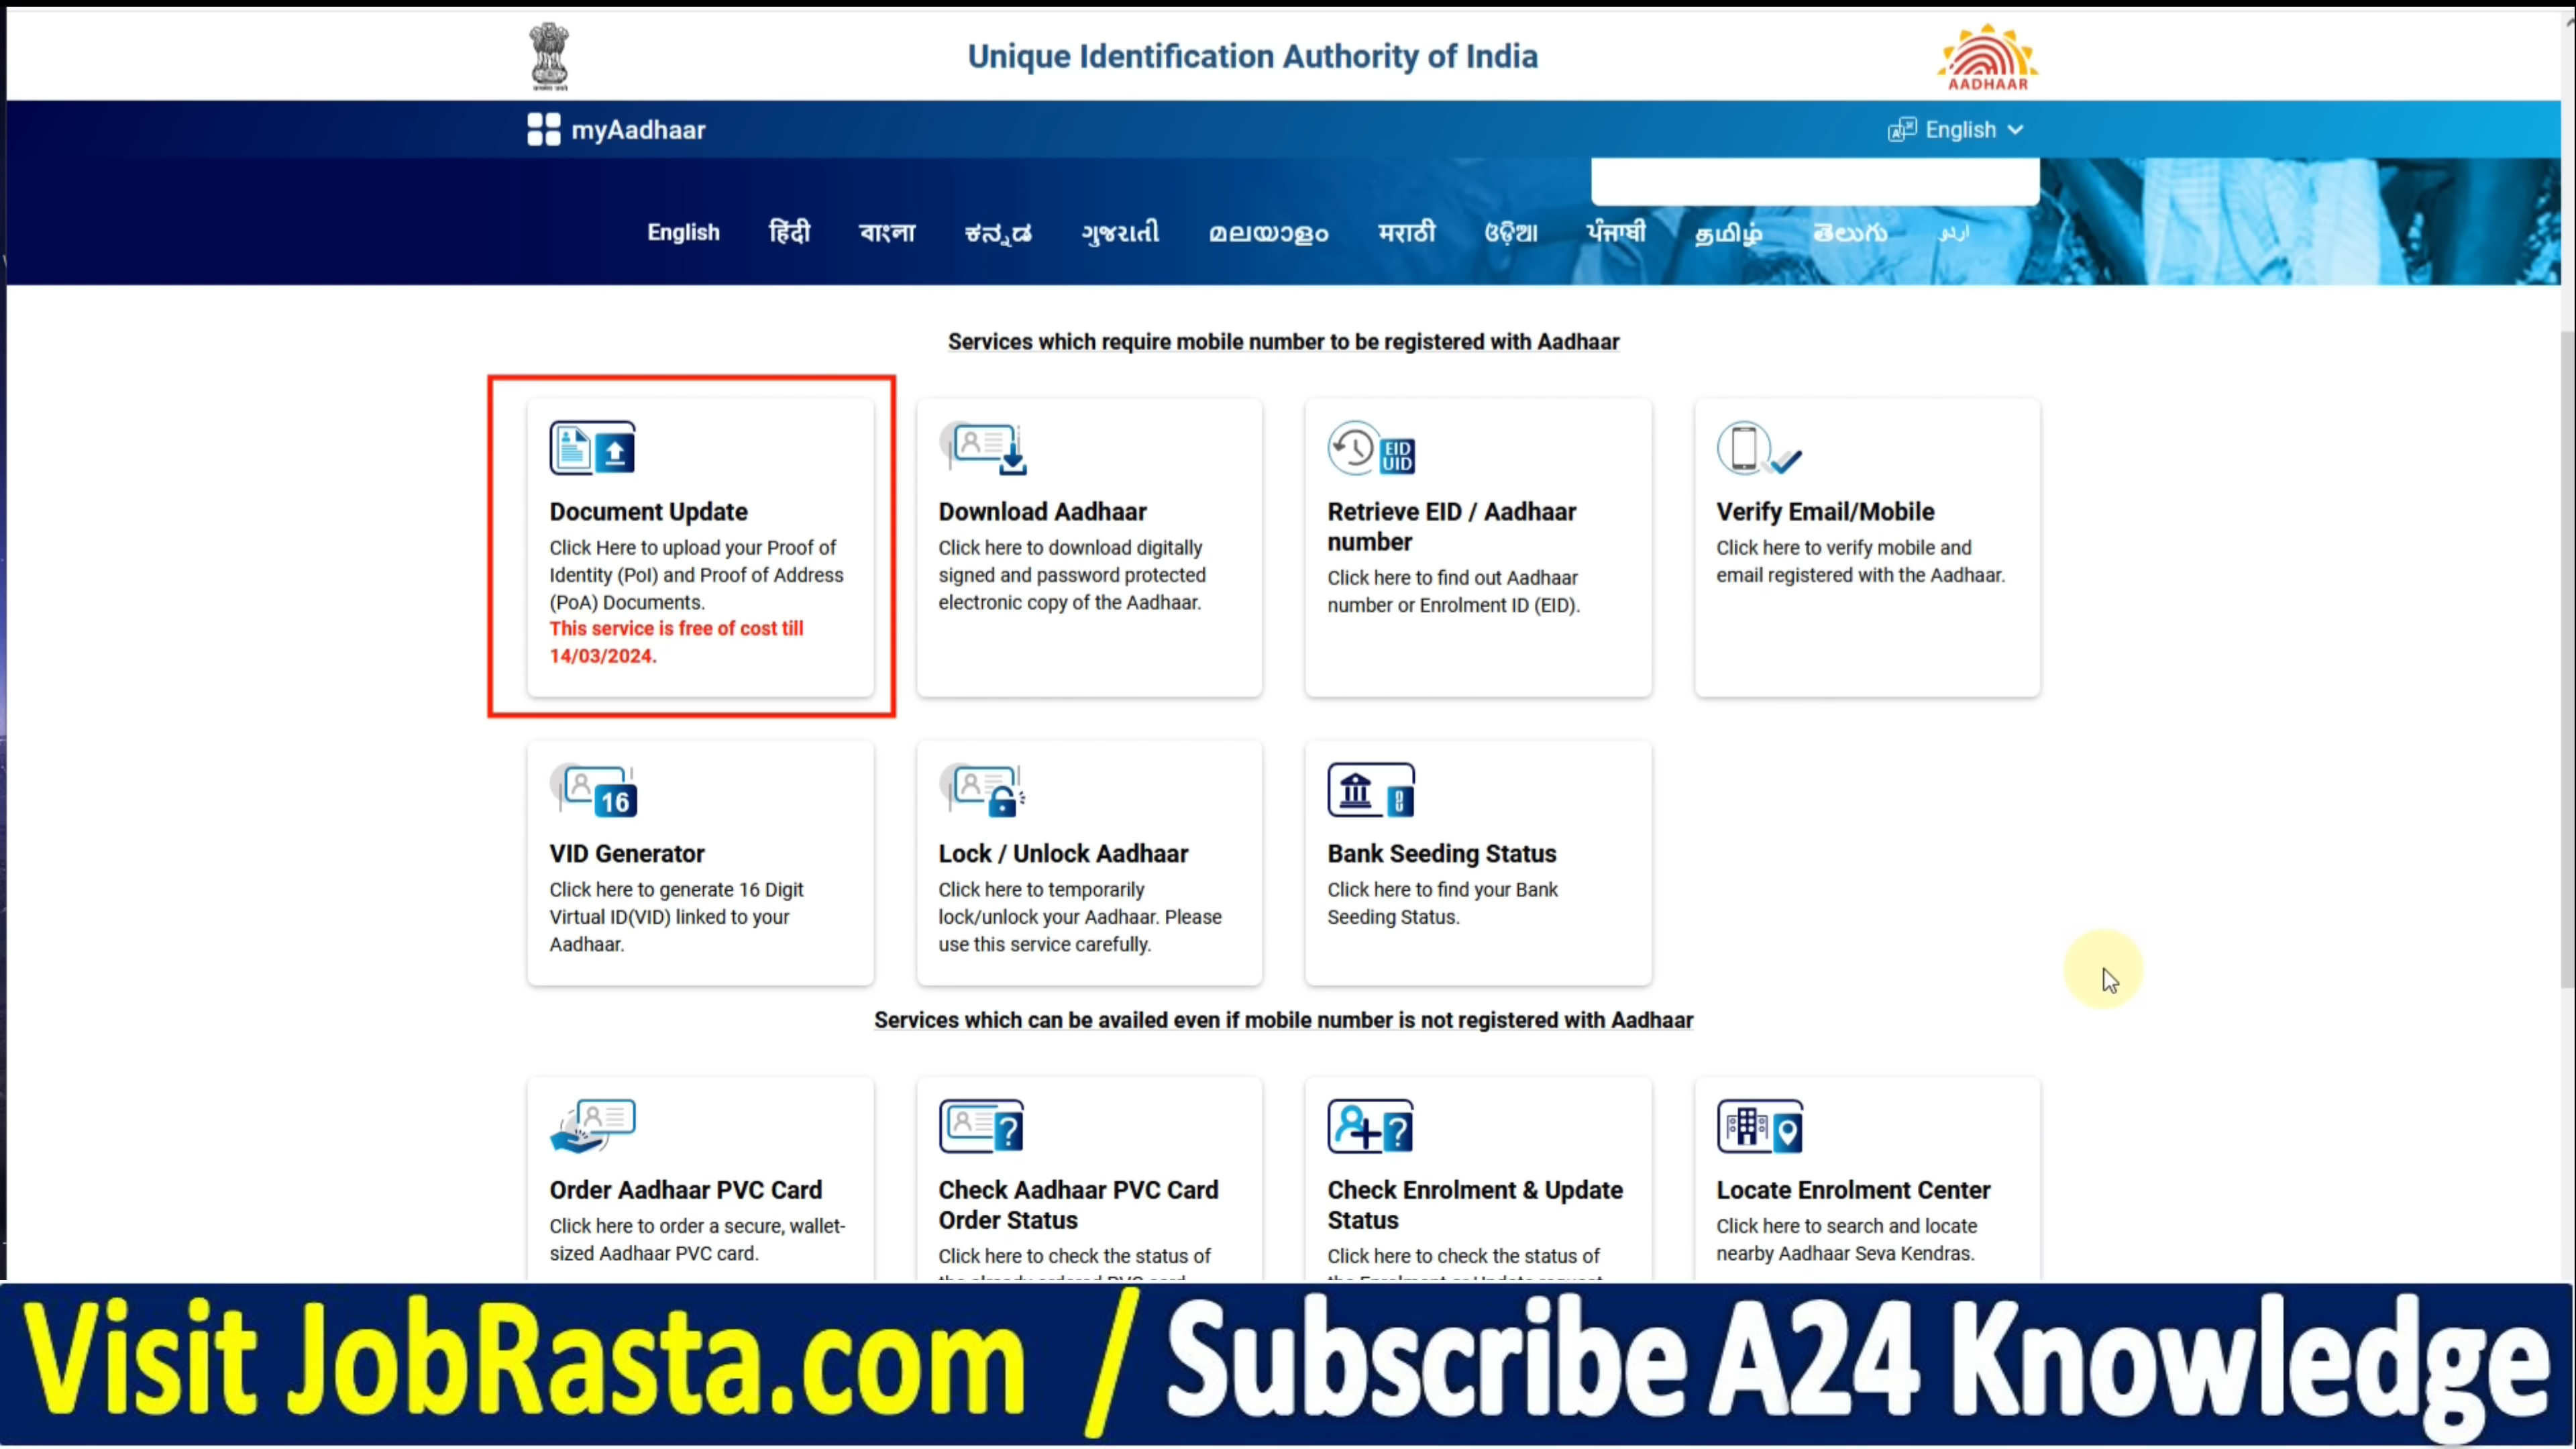 Unique Identification Authority of India
AADHAAR
myAadhaar
English
English हिंदी বাংলা ಕನ್ನಡ ગુજરાતી മലയാളം मराठी ଓଡ଼ିଆ ਪੰਜਾਬੀ தமிழ் తెలుగు اردو
Services which require mobile number to be registered with Aadhaar
Document Update
Click Here to upload your Proof of
Identity (PoI) and Proof of Address
(PoA) Documents.
This service is free of cost till
14/03/2024.
Download Aadhaar
Click here to download digitally
signed and password protected
electronic copy of the Aadhaar.
EID
UID
Retrieve EID / Aadhaar
number
Click here to find out Aadhaar
number or Enrolment ID (EID).
Verify Email/Mobile
Click here to verify mobile and
email registered with the Aadhaar.
16
VID Generator
Click here to generate 16 Digit
Virtual ID(VID) linked to your
Aadhaar.
Lock / Unlock Aadhaar
Click here to temporarily
lock/unlock your Aadhaar. Please
use this service carefully.
Bank Seeding Status
Click here to find your Bank
Seeding Status.
Services which can be availed even if mobile number is not registered with Aadhaar
Order Aadhaar PVC Card
Click here to order a secure, wallet-
sized Aadhaar PVC card.
?
Check Aadhaar PVC Card
Order Status
Click here to check the status of
?
Check Enrolment & Update
Status
Click here to check the status of
Locate Enrolment Center
Click here to search and locate
nearby Aadhaar Seva Kendras.
Visit JobRasta.com / Subscribe A24 Knowledge